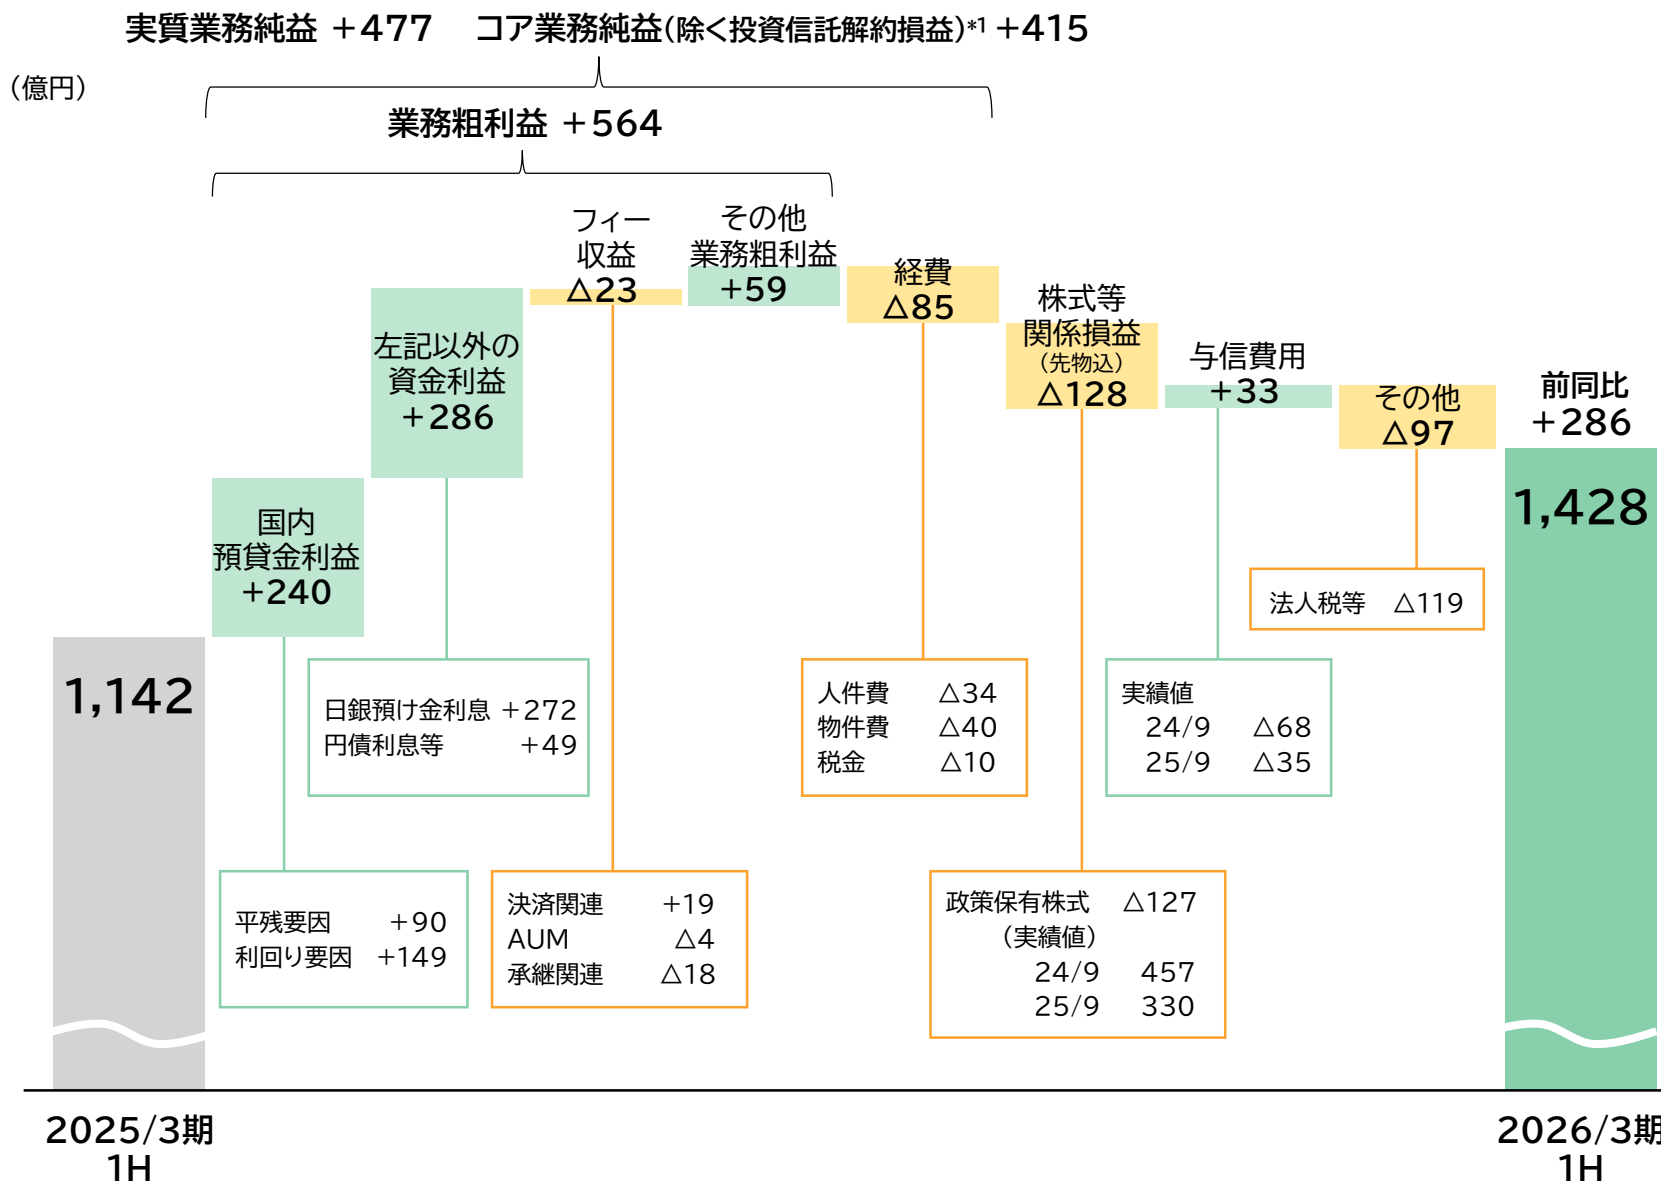 実質業務純益 +477 コア業務純益(除く投資信託解約損益)*1 +415
(億円)
業務粗利益 +564
フィー
収益
△23
その他
業務粗利益
+59
経費
△85
株式等
関係損益
(先物込)
△128
与信費用
+33
その他
△97
前同比
+286
左記以外の
資金利益
+286
国内
預貸金利益
+240
1,142
1,428
法人税等 △119
日銀預け金利息 +272
円債利息等 +49
人件費 △34
物件費 △40
税金 △10
実績値
24/9 △68
25/9 △35
平残要因 +90
利回り要因 +149
決済関連 +19
AUM △4
承継関連 △18
政策保有株式 △127
(実績値)
24/9 457
25/9 330
2025/3期
1H
2026/3期
1H